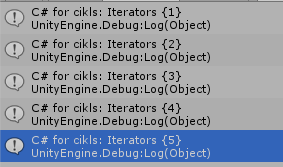 C# for cikls: Iterators {1}
UnityEngine.Debug:Log(Object)
C# for cikls: Iterators {2}
UnityEngine.Debug:Log(Object)
C# for cikls: Iterators {3}
UnityEngine.Debug:Log(Object)
C# for cikls: Iterators {4}
UnityEngine.Debug:Log(Object)
C# for cikls: Iterators {5}
UnityEngine.Debug:Log(Object)